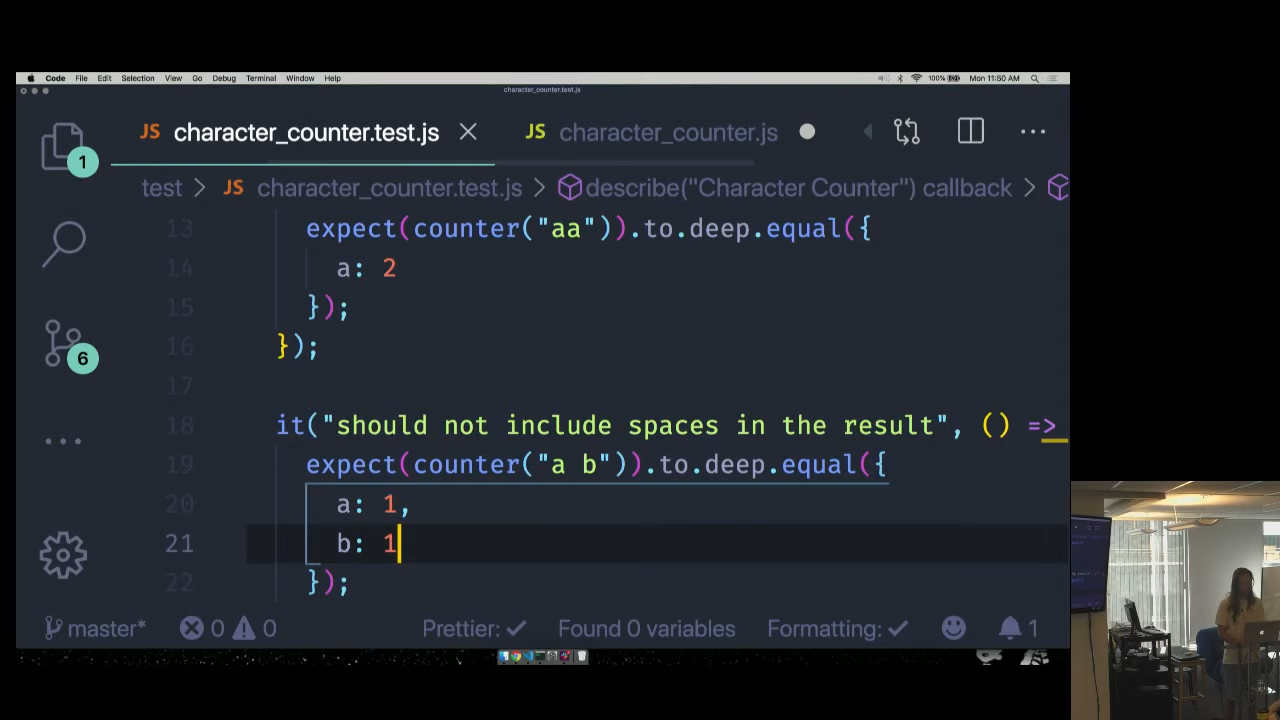 Code File Edit Selection View Go Debug Terminal Window Help 100% Mon 11:50 AM
character_counter.test.js
JS character_counter.test.js JS character_counter.js
1
test > JS character_counter.test.js > describe("Character Counter") callback >
13 expect(counter("aa")).to.deep.equal({
14 a: 2
15 });
16 });
17
18 it("should not include spaces in the result", () =>
19 expect(counter("a b")).to.deep.equal({
20 a: 1,
21 b: 1
22 });
6
master* 0 0 Prettier: ✓ Found 0 variables Formatting: ✓ 1